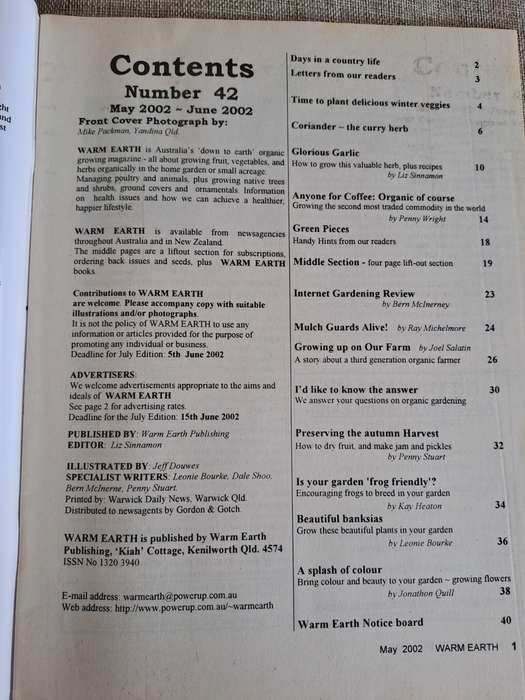 Contents
Number 42
May 2002 ~ June 2002
Front Cover Photograph by:
Mike Packman, Yandina Qld.
WARM EARTH is Australia's 'down to earth' organic
growing magazine - all about growing fruit, vegetables, and
herbs organically in the home garden or small acreage.
Managing poultry and animals, plus growing native trees
and shrubs, ground covers and ornamentals. Information
on health issues and how we can achieve a healthier,
happier lifestyle.
WARM EARTH is available from newsagencies
throughout Australia and in New Zealand
The middle pages are a liftout section for subscriptions,
ordering back issues and seeds, plus WARM EARTH
books.
Contributions to WARM EARTH
are welcome. Please accompany copy with suitable
illustrations and/or photographs.
It is not the policy of WARM EARTH to use any
information or articles provided for the purpose of
promoting any individual or business.
Deadline for July Edition: 5th June 2002
ADVERTISERS:
We welcome advertisements appropriate to the aims and
ideals of WARM EARTH
See page 2 for advertising rates.
Deadline for the July Edition: 15th June 2002
PUBLISHED BY: Warm Earth Publishing
EDITOR: Liz Sinnamon
ILLUSTRATED BY: Jeff Douwes
SPECIALIST WRITERS: Leonie Bourke, Dale Shoo,
Bern McInerne, Penny Stuart.
Printed by: Warwick Daily News, Warwick Qld.
Distributed to newsagents by Gordon & Gotch.
WARM EARTH is published by Warm Earth
Publishing, 'Kiah' Cottage, Kenilworth Qld. 4574
ISSN No 1320 3940
E-mail address: warmearth@powerup.com.au
Web address: http://www.powerup.com.au/~warmearth
Days in a country life 2
Letters from our readers 3
Time to plant delicious winter veggies 4
Coriander ~ the curry herb 6
Glorious Garlic
How to grow this valuable herb, plus recipes 10
by Liz Sinnamon
Anyone for Coffee: Organic of course
Growing the second most traded commodity in the world
by Penny Wright 14
Green Pieces
Handy Hints from our readers 18
Middle Section - four page lift-out section 19
Internet Gardening Review 23
by Bern McInerney
Mulch Guards Alive! by Ray Michelmore 24
Growing up on Our Farm by Joel Salatin
A story about a third generation organic farmer 26
I'd like to know the answer 30
We answer your questions on organic gardening
Preserving the autumn Harvest
How to dry fruit, and make jam and pickles 32
by Penny Stuart
Is your garden 'frog friendly'?
Encouraging frogs to breed in your garden
by Kay Heaton 34
Beautiful banksias
Grow these beautiful plants in your garden
by Leonie Bourke 36
A splash of colour
Bring colour and beauty to your garden ~ growing flowers
by Jonathon Quill 38
Warm Earth Notice board 40
May 2002 WARM EARTH 1